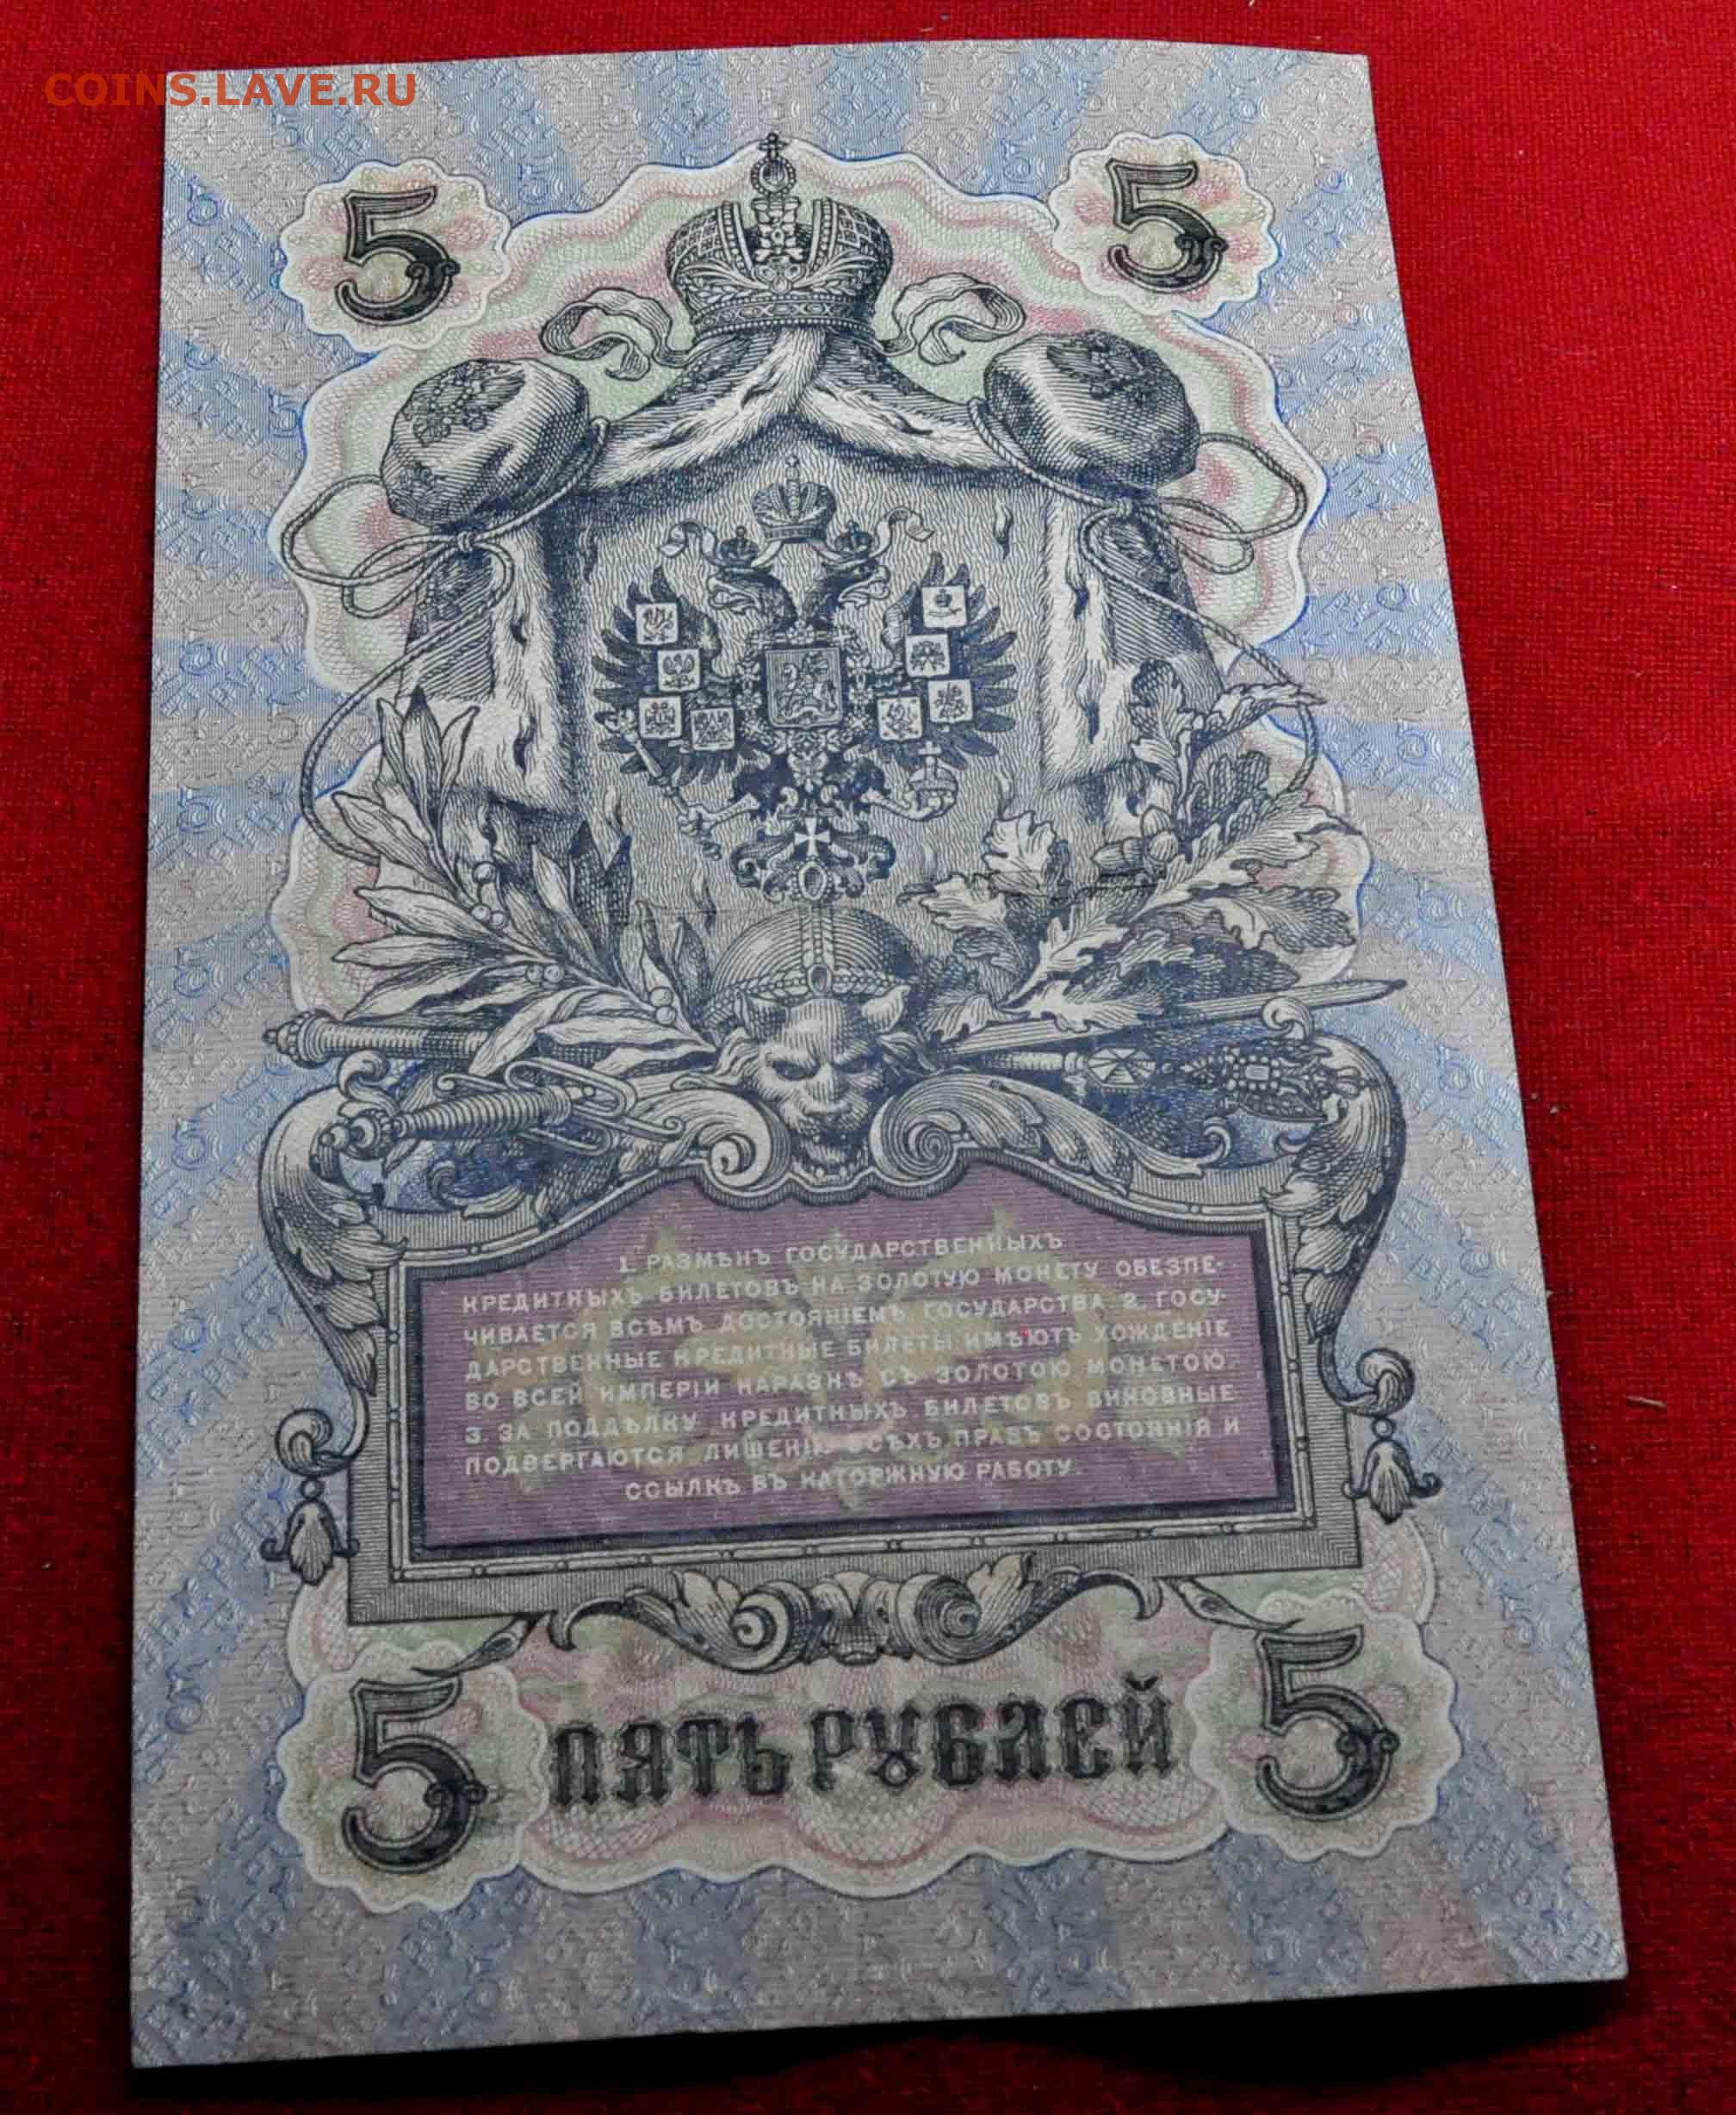 COINS.LAVE.RU
5 5
1. РАЗМѢНЪ ГОСУДАРСТВЕННЫХЪ
КРЕДИТНЫХЪ БИЛЕТОВЪ НА ЗОЛОТУЮ МОНЕТУ ОБЕЗПЕ-
ЧИВАЕТСЯ ВСѢМЪ ДОСТОЯНІЕМЪ ГОСУДАРСТВА. 2. ГОСУ-
ДАРСТВЕННЫЕ КРЕДИТНЫЕ БИЛЕТЫ ИМѢЮТЪ ХОЖДЕНІЕ
ВО ВСЕЙ ИМПЕРІИ НАРАВНѢ СЪ ЗОЛОТОЮ МОНЕТОЮ.
3. ЗА ПОДДѢЛКУ КРЕДИТНЫХЪ БИЛЕТОВЪ ВИНОВНЫЕ
ПОДВЕРГАЮТСЯ ЛИШЕНІЮ ВСѢХЪ ПРАВЪ СОСТОЯНІЯ И
ССЫЛКѢ ВЪ КАТОРЖНУЮ РАБОТУ.
5 ПЯТЬ РУБЛЕЙ 5